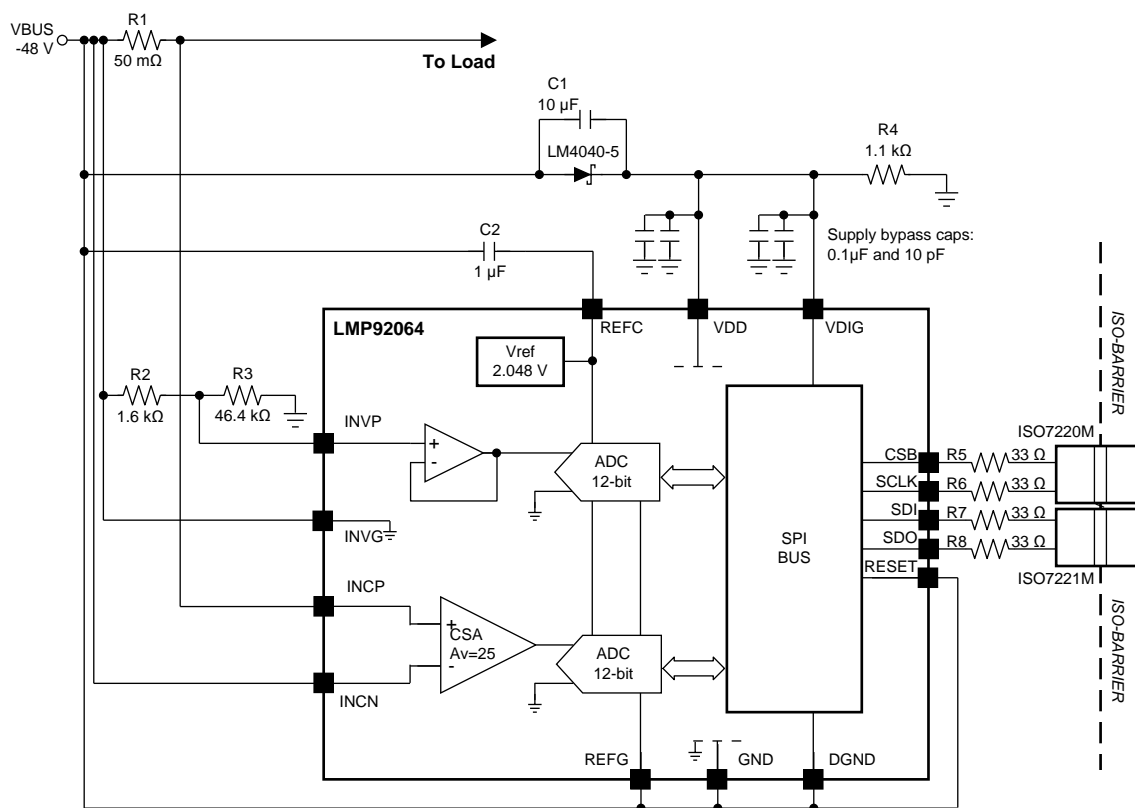 VBUS
-48 V
R1
50 mΩ
To Load
C1
10 µF
LM4040-5
R4
1.1 kΩ
C2
1 µF
Supply bypass caps:
0.1µF and 10 pF
LMP92064
REFC
VDD
VDIG
Vref
2.048 V
R2
1.6 kΩ
R3
46.4 kΩ
INVP
+
-
ADC
12-bit
INVG
INCP
+
CSA
Av=25
-
INCN
ADC
12-bit
SPI
BUS
CSB
SCLK
SDI
SDO
RESET
R5
33 Ω
R6
33 Ω
R7
33 Ω
R8
33 Ω
ISO7220M
ISO7221M
ISO-BARRIER
ISO-BARRIER
REFG
GND
DGND